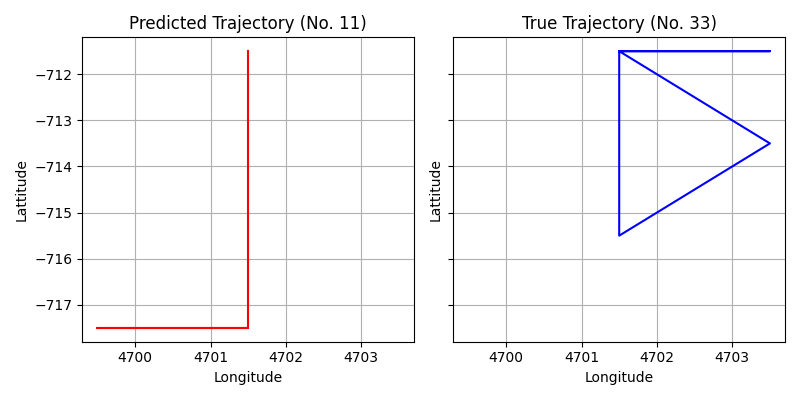 Predicted Trajectory (No. 11)
Lattitude
−712
−713
−714
−715
−716
−717
4700 4701 4702 4703
Longitude
True Trajectory (No. 33)
Lattitude
4700 4701 4702 4703
Longitude